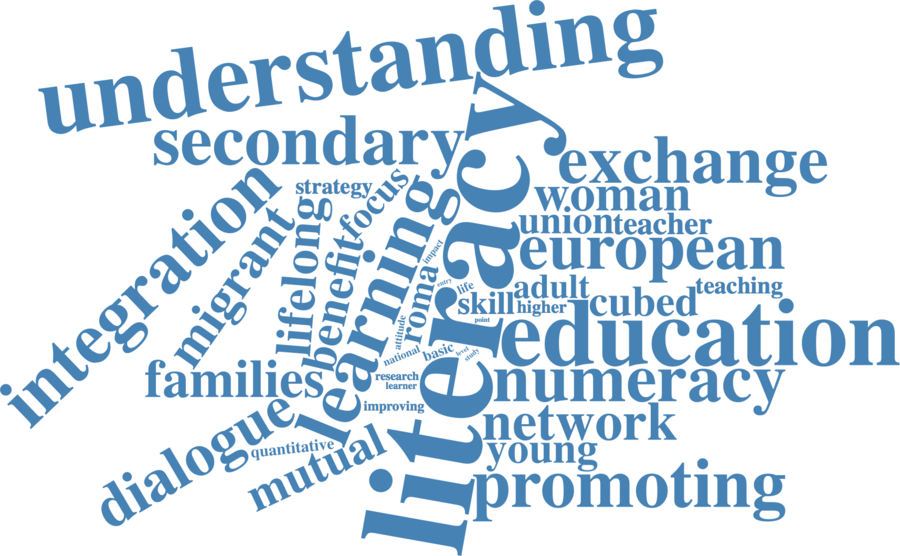 understanding
secondary
exchange
strategy
focus
woman
integration
migrant
lifelong
benefit
learning
literacy
union
teacher
european
impact
roma
entry
life
adult
teaching
skill
higher
cubed
point
attitude
education
national
basic
level
study
families
research
learner
numeracy
improving
dialogue
network
quantitative
mutual
young
promoting